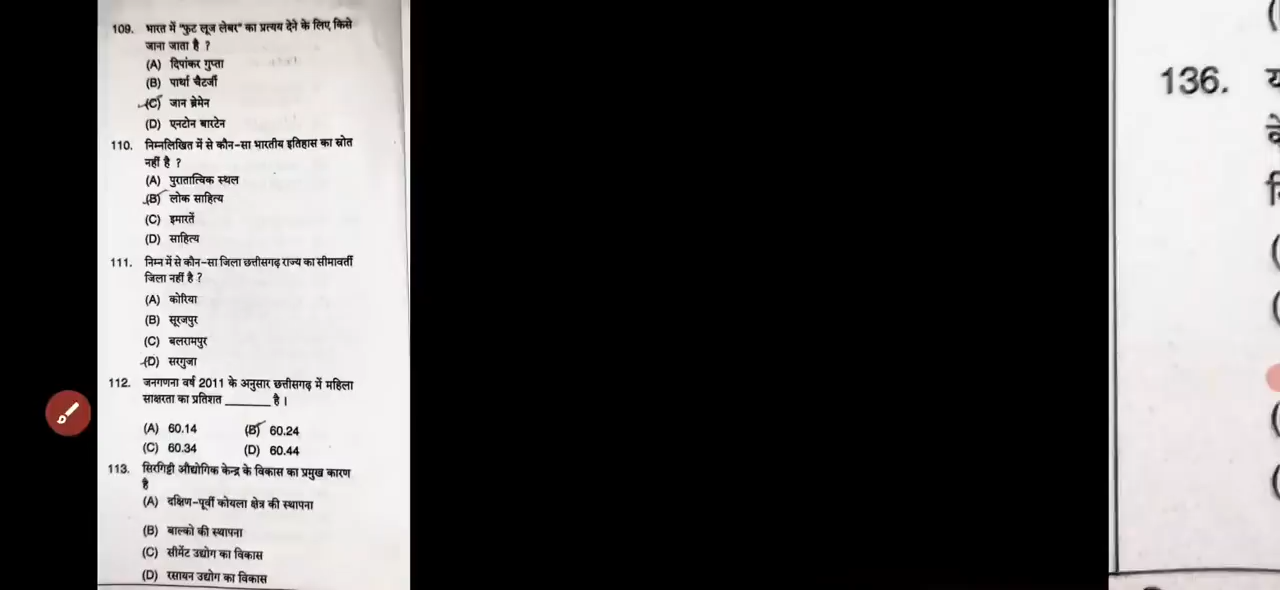 109. भारत में "फुट लूज लेबर" का प्रत्यय देने के लिए किसे
जाना जाता है ?
(A) दिपांकर गुप्ता
(B) पार्था चैटर्जी
(C) जान ब्रेमेन
(D) एनटोन बारटेन
110. निम्नलिखित में से कौन-सा भारतीय इतिहास का स्रोत
नहीं है ?
(A) पुरातात्विक स्थल
(B) लोक साहित्य
(C) इमारतें
(D) साहित्य
111. निम्न में से कौन-सा जिला छत्तीसगढ़ राज्य का सीमावर्ती
जिला नहीं है ?
(A) कोरिया
(B) सूरजपुर
(C) बलरामपुर
(D) सरगुजा
112. जनगणना वर्ष 2011 के अनुसार छत्तीसगढ़ में महिला
साक्षरता का प्रतिशत ________ है ।
(A) 60.14 (B) 60.24
(C) 60.34 (D) 60.44
113. सिरगिट्टी औद्योगिक केन्द्र के विकास का प्रमुख कारण
है
(A) दक्षिण-पूर्वी कोयला क्षेत्र की स्थापना
(B) बाल्को की स्थापना
(C) सीमेंट उद्योग का विकास
(D) रसायन उद्योग का विकास
136.